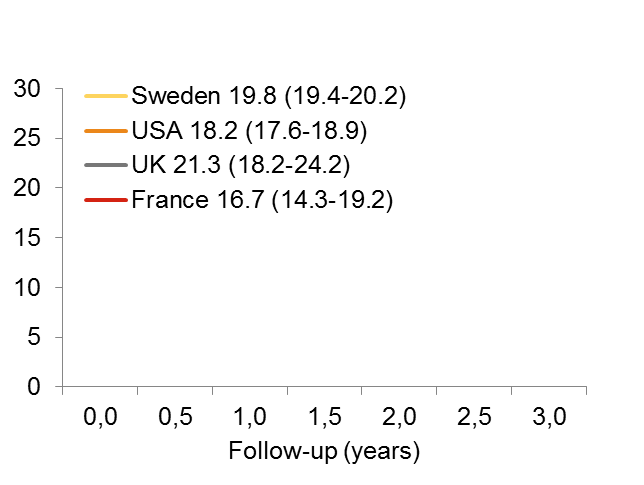 30
25
20
15
10
5
0
Sweden 19.8 (19.4-20.2)
USA 18.2 (17.6-18.9)
UK 21.3 (18.2-24.2)
France 16.7 (14.3-19.2)
0,0 0,5 1,0 1,5 2,0 2,5 3,0
Follow-up (years)